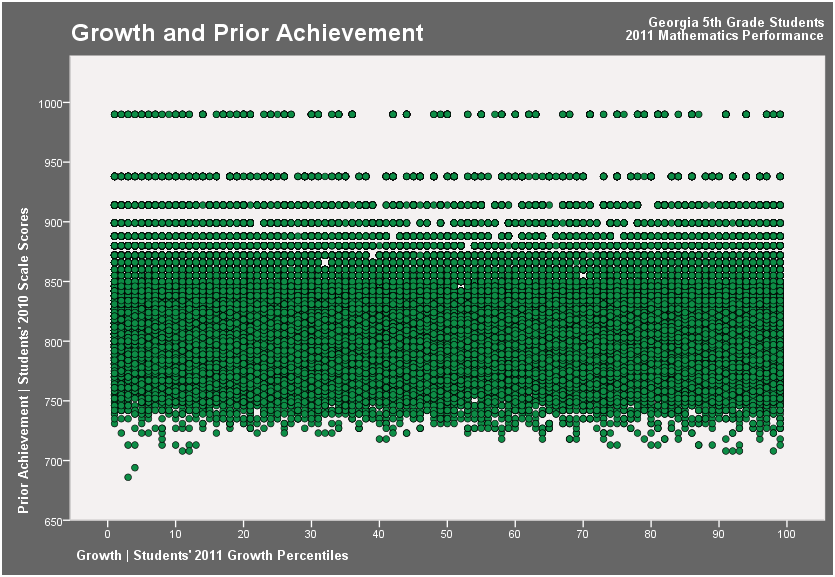 Growth and Prior Achievement
Georgia 5th Grade Students
2011 Mathematics Performance
Prior Achievement | Students' 2010 Scale Scores
1000
950
900
850
800
750
700
650
0 10 20 30 40 50 60 70 80 90 100
Growth | Students' 2011 Growth Percentiles